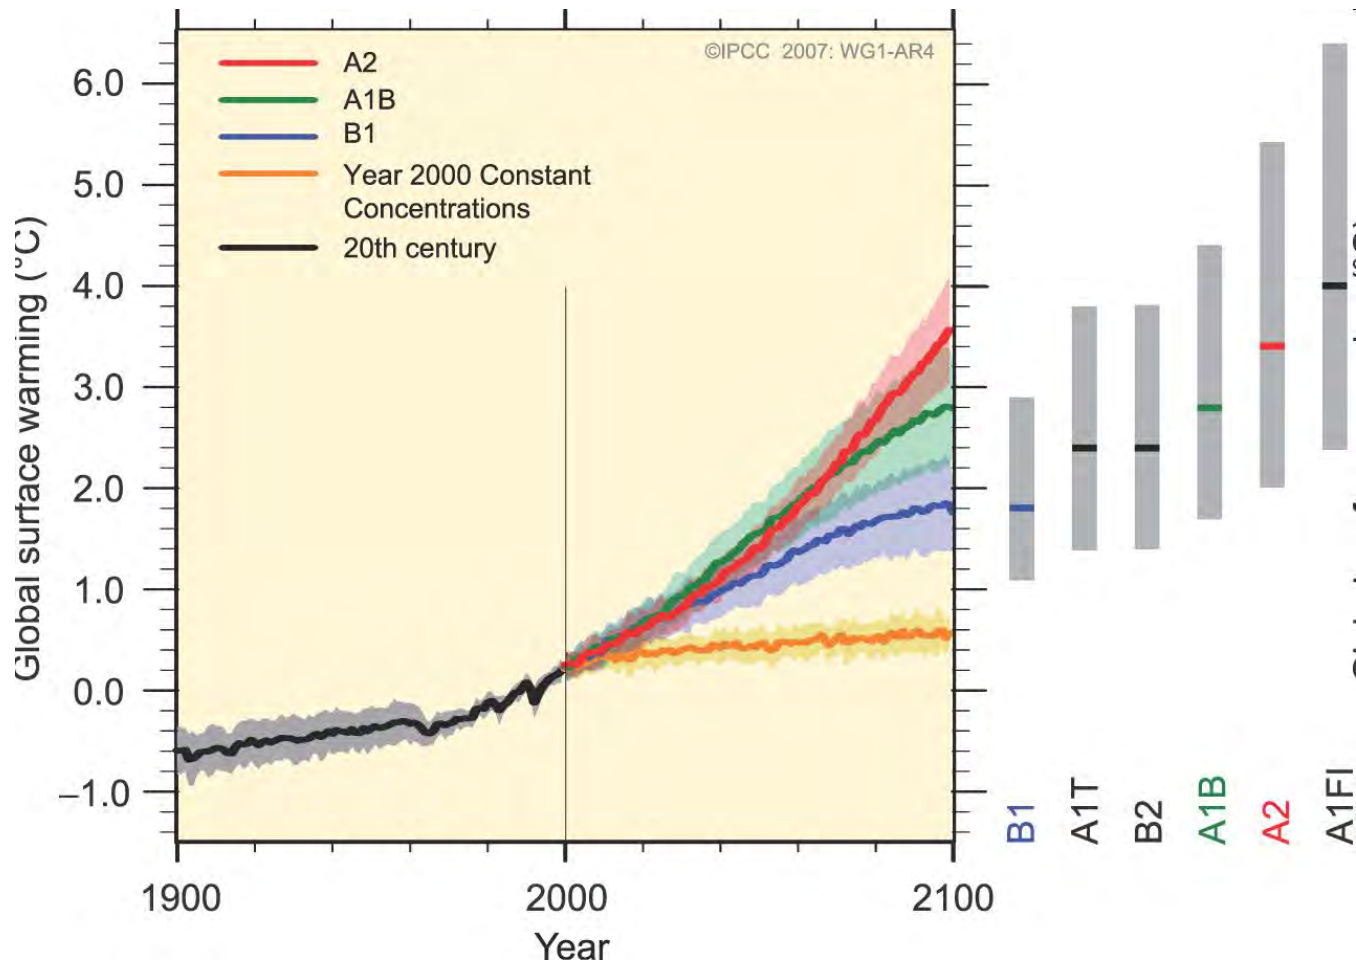 ©IPCC 2007: WG1-AR4
A2
A1B
B1
Year 2000 Constant
Concentrations
20th century
Global surface warming (°C)
6.0
5.0
4.0
3.0
2.0
1.0
0.0
–1.0
1900
2000
2100
Year
B1
A1T
B2
A1B
A2
A1FI